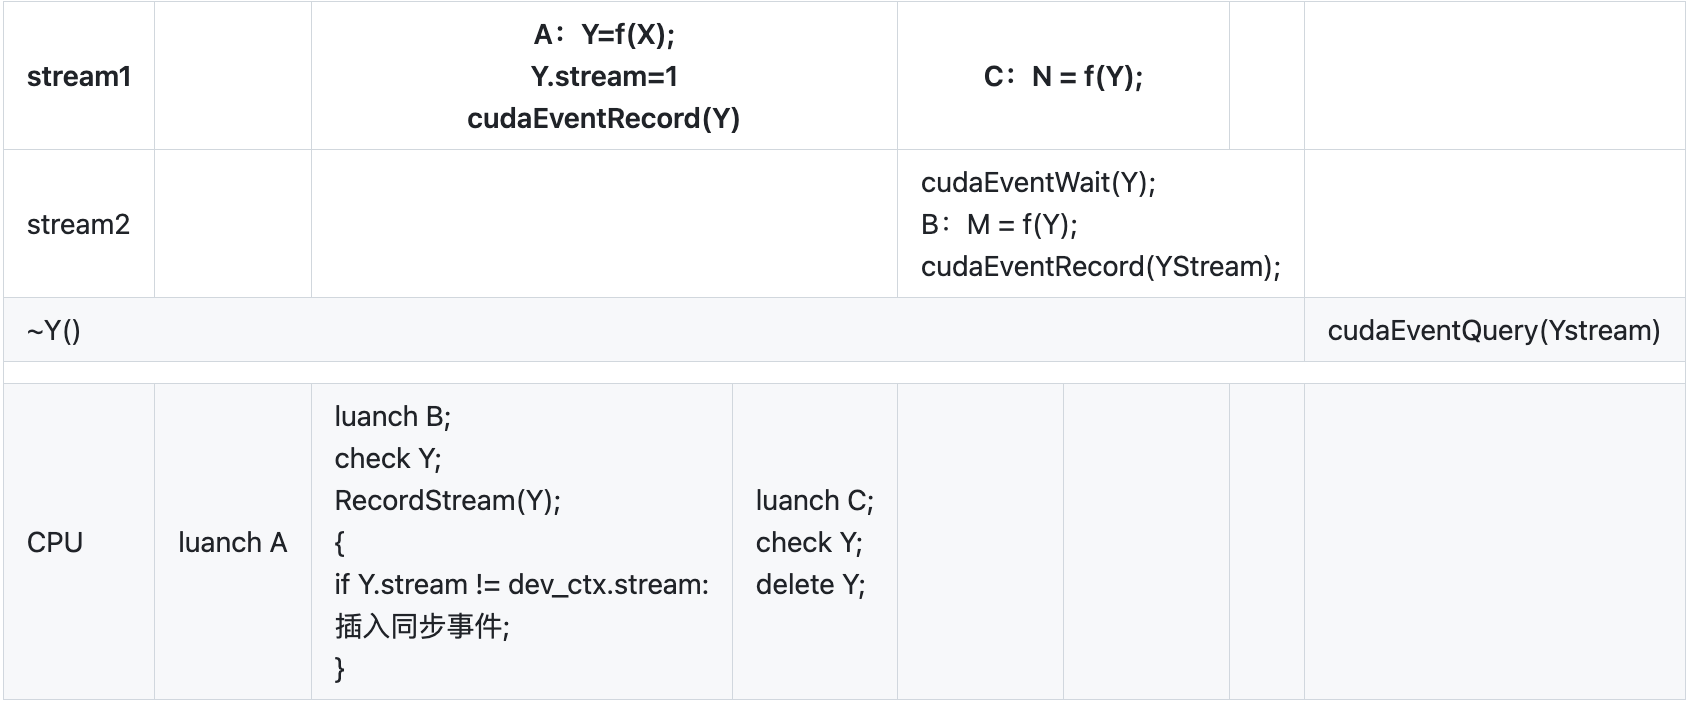 stream1
A：Y=f(X);
Y.stream=1
cudaEventRecord(Y)
C：N = f(Y);
stream2
cudaEventWait(Y);
B：M = f(Y);
cudaEventRecord(YStream);
~Y()
cudaEventQuery(Ystream)
CPU
luanch A
luanch B;
check Y;
RecordStream(Y);
{
if Y.stream != dev_ctx.stream:
插入同步事件;
}
luanch C;
check Y;
delete Y;